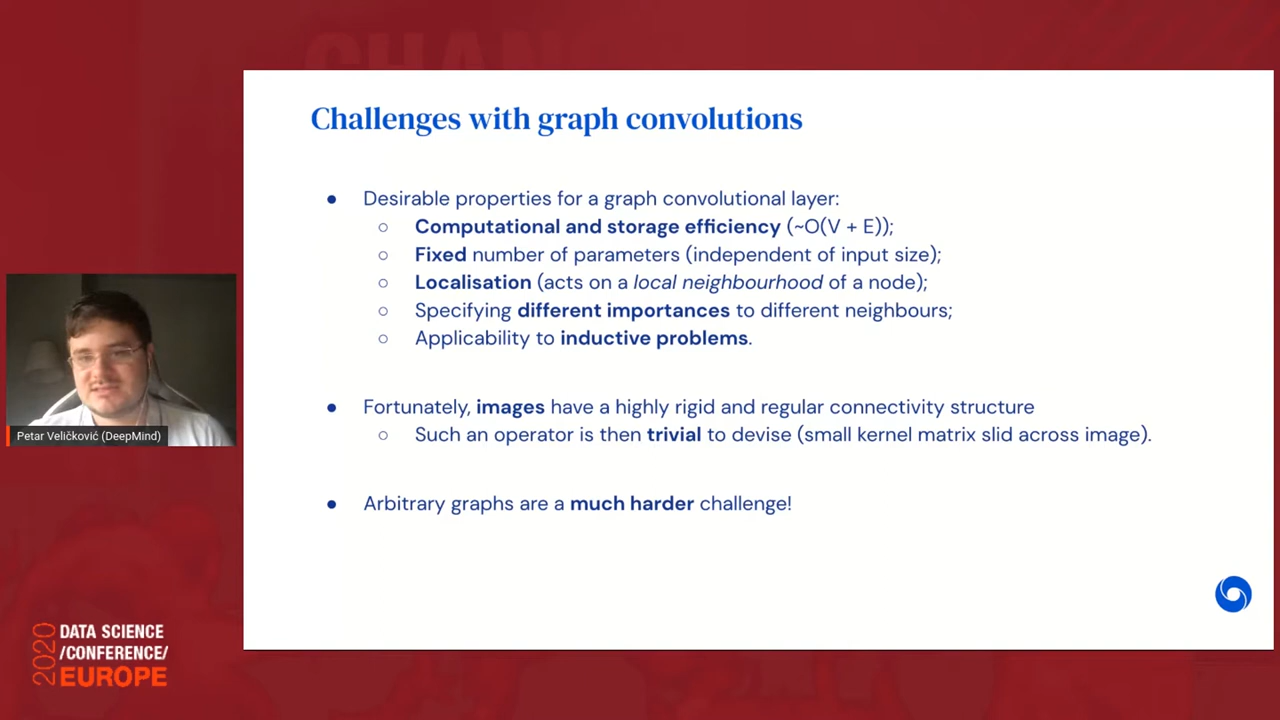 Challenges with graph convolutions
● Desirable properties for a graph convolutional layer:
○ Computational and storage efficiency (~O(V + E));
○ Fixed number of parameters (independent of input size);
○ Localisation (acts on a local neighbourhood of a node);
○ Specifying different importances to different neighbours;
○ Applicability to inductive problems.
● Fortunately, images have a highly rigid and regular connectivity structure
○ Such an operator is then trivial to devise (small kernel matrix slid across image).
● Arbitrary graphs are a much harder challenge!
Petar Veličković (DeepMind)
2020
DATA SCIENCE
/CONFERENCE/
EUROPE